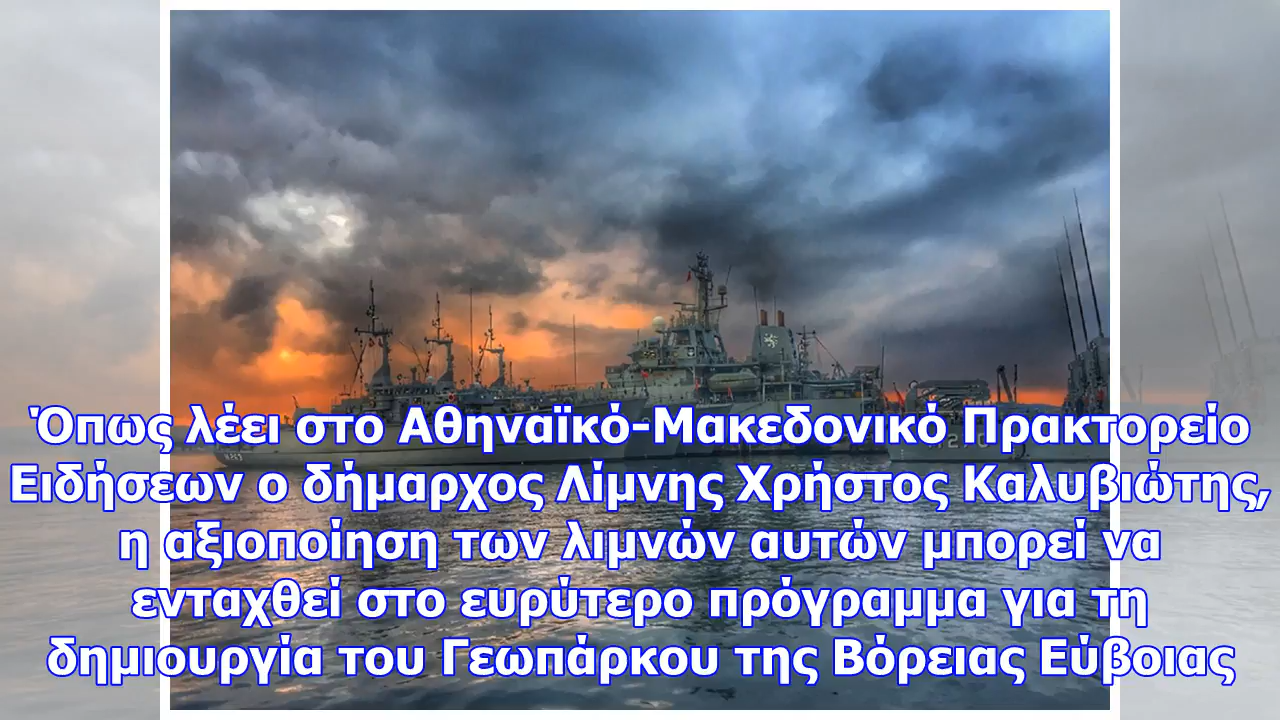 Όπως λέει στο Αθηναϊκό-Μακεδονικό Πρακτορείο
Ειδήσεων ο δήμαρχος Λίμνης Χρήστος Καλυβιώτης,
η αξιοποίηση των λιμνών αυτών μπορεί να
ενταχθεί στο ευρύτερο πρόγραμμα για τη
δημιουργία του Γεωπάρκου της Βόρειας Εύβοιας